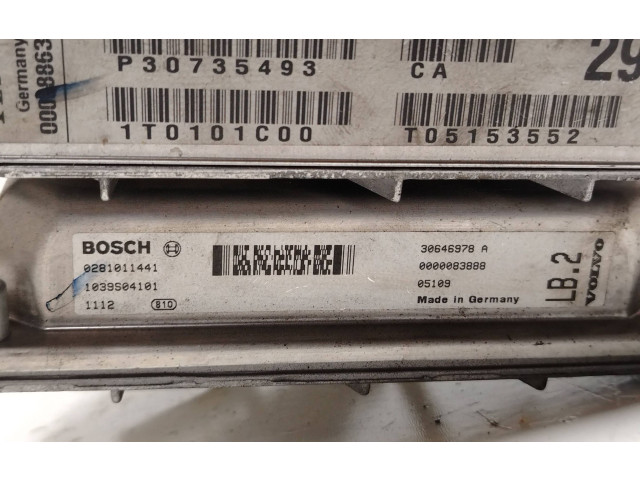 Germany
P30735493
CA
29
1T0101C00
T05153552
BOSCH
0281011441
1039S04101
1112 810
30646978 A
0000083888
05109
Made in Germany
LB.2
VOLVO